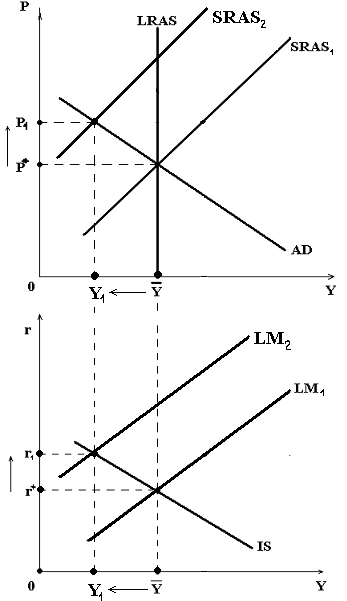 P
LRAS
SRAS₂
SRAS₁
P₁
P*
AD
0
Y₁
Y̅
Y
r
LM₂
LM₁
r₁
r*
IS
0
Y₁
Y̅
Y